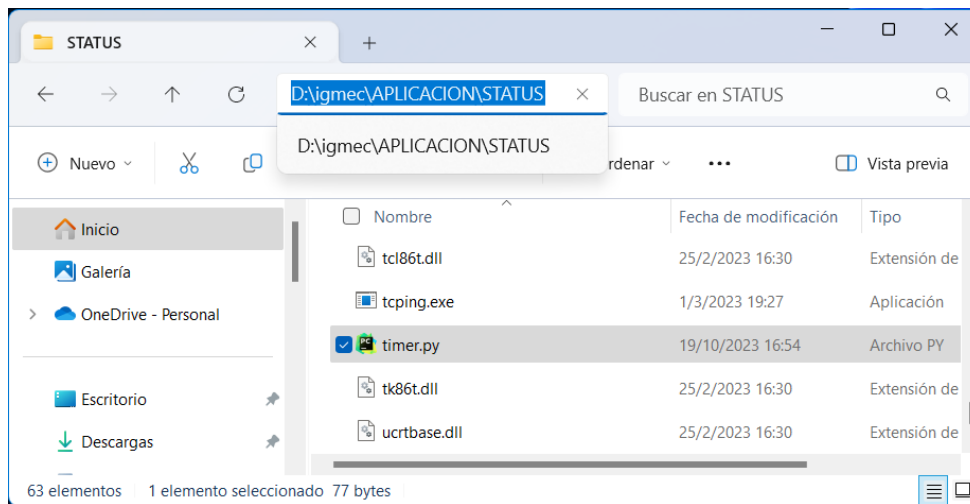 STATUS
D:\igmec\APLICACION\STATUS
Buscar en STATUS
D:\igmec\APLICACION\STATUS
Nuevo
rdenar
Vista previa
Inicio
Galería
OneDrive - Personal
Escritorio
Descargas
Nombre Fecha de modificación Tipo
tcl86t.dll 25/2/2023 16:30 Extensión de
tcping.exe 1/3/2023 19:27 Aplicación
timer.py 19/10/2023 16:54 Archivo PY
tk86t.dll 25/2/2023 16:30 Extensión de
ucrtbase.dll 25/2/2023 16:30 Extensión de
63 elementos 1 elemento seleccionado 77 bytes